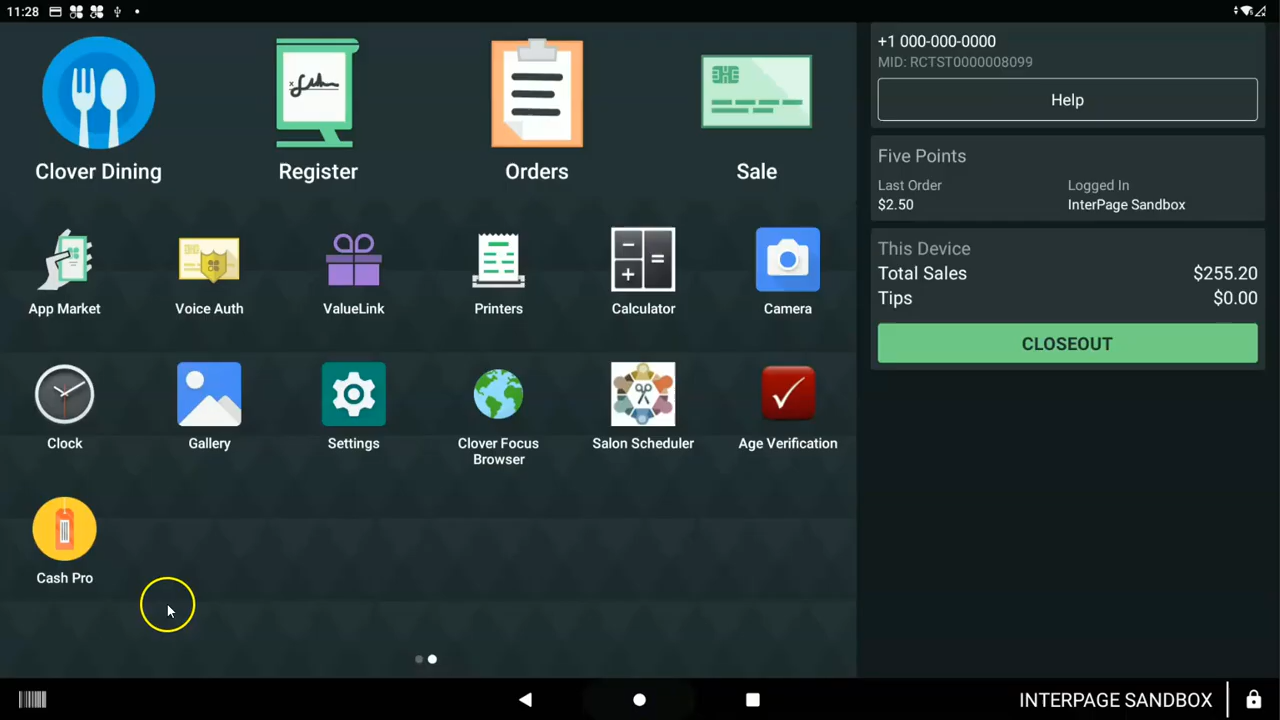 11:28
Clover Dining
Register
Orders
Sale
App Market
Voice Auth
ValueLink
Printers
Calculator
Camera
Clock
Gallery
Settings
Clover Focus
Browser
Salon Scheduler
Age Verification
Cash Pro
+1 000-000-0000
MID: RCTST0000008099
Help
Five Points
Last Order
Logged In
$2.50
InterPage Sandbox
This Device
Total Sales $255.20
Tips $0.00
CLOSEOUT
INTERPAGE SANDBOX